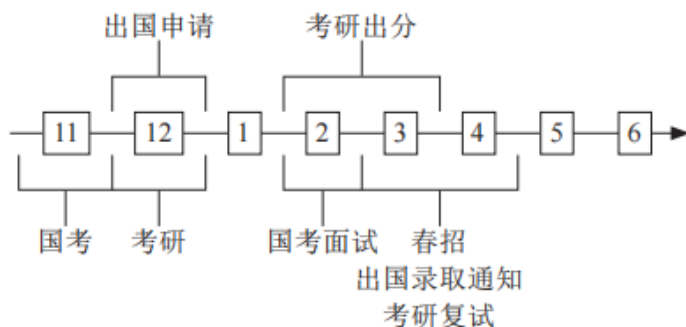 出国申请 考研出分
11 12 1 2 3 4 5 6
国考 考研 国考面试 春招
出国录取通知
考研复试